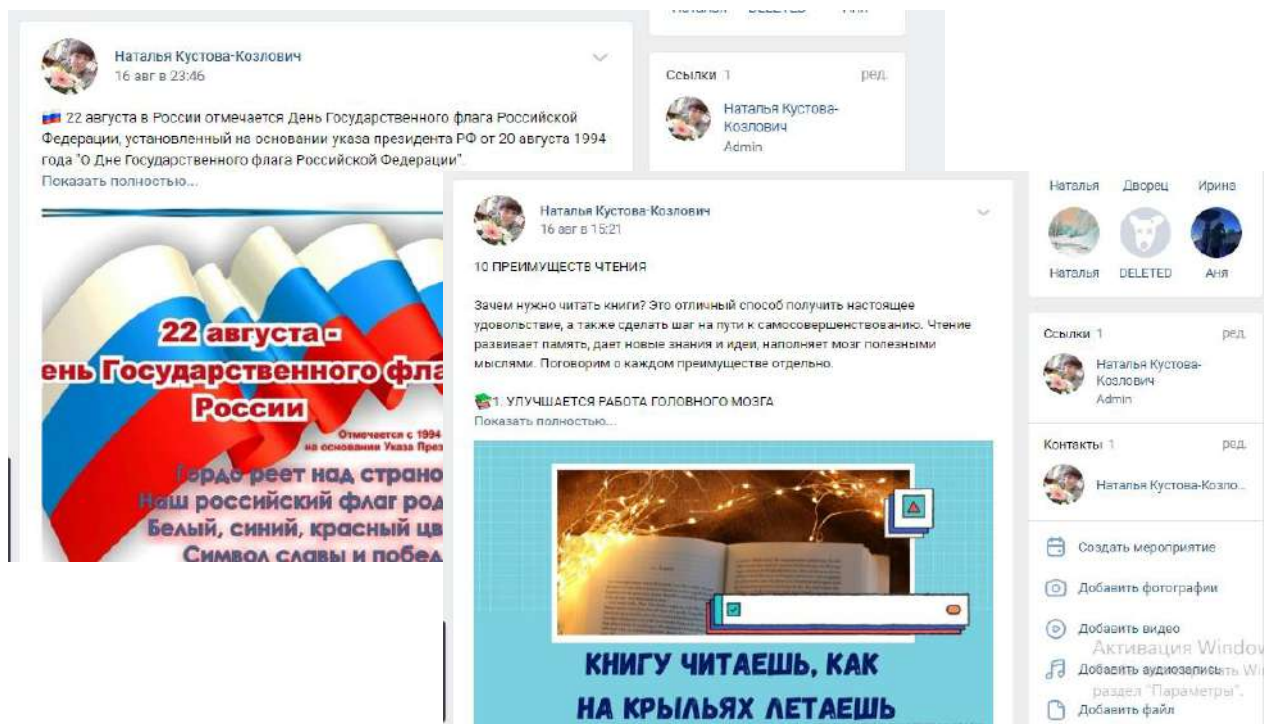 Наталья Кустова-Козлович
16 авг в 23:46
22 августа в России отмечается День Государственного флага Российской
Федерации, установленный на основании указа президента РФ от 20 августа 1994
года "О Дне Государственного флага Российской Федерации".
Показать полностью...
22 августа -
ень Государственного фла
России
Отмечается с 1994
на основании Указа През
Гордо реет над страно
Наш российский флаг род
Белый, синий, красный цв
Символ славы и побед
Ссылки 1 ред.
Наталья Кустова-
Козлович
Admin
Наталья Кустова-Козлович
16 авг в 15:21
10 ПРЕИМУЩЕСТВ ЧТЕНИЯ
Зачем нужно читать книги? Это отличный способ получить настоящее
удовольствие, а также сделать шаг на пути к самосовершенствованию. Чтение
развивает память, дает новые знания и идеи, наполняет мозг полезными
мыслями. Поговорим о каждом преимуществе отдельно.
1. УЛУЧШАЕТСЯ РАБОТА ГОЛОВНОГО МОЗГА
Показать полностью...
КНИГУ ЧИТАЕШЬ, КАК
НА КРЫЛЬЯХ ЛЕТАЕШЬ
Наталья Дворец Ирина
Наталья DELETED Аня
Ссылки 1 ред.
Наталья Кустова-
Козлович
Admin
Контакты 1 ред.
Наталья Кустова-Козло...
Создать мероприятие
Добавить фотографии
Добавить видео
Активация Window
Добавить аудиозапись
раздел "Параметры".
Добавить файл